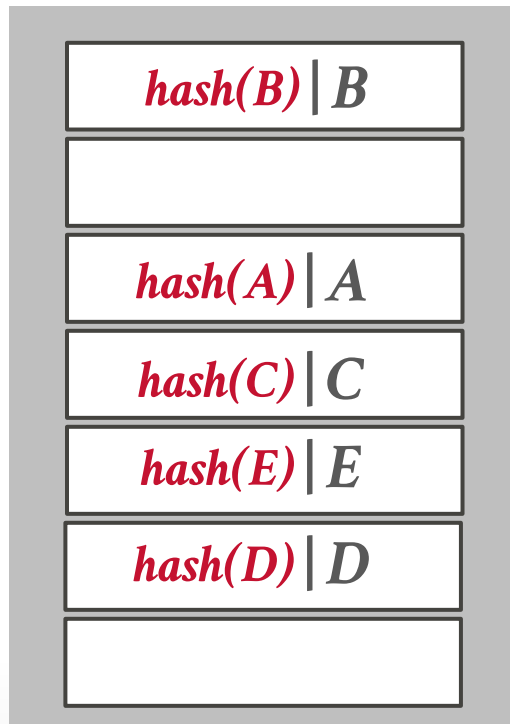 hash(B) | B
hash(A) | A
hash(C) | C
hash(E) | E
hash(D) | D